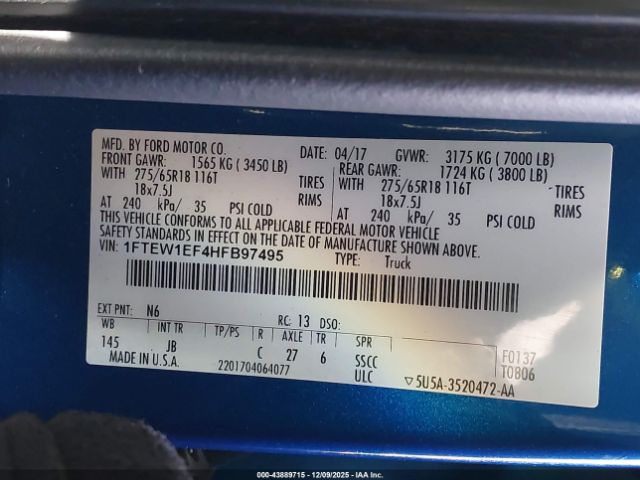 MFD. BY FORD MOTOR CO. DATE: 04/17 GVWR: 3175 KG ( 7000 LB)
FRONT GAWR: 1565 KG ( 3450 LB) REAR GAWR: 1724 KG ( 3800 LB)
WITH 275/65R18 116T TIRES WITH 275/65R18 116T TIRES
18x7.5J RIMS 18x7.5J RIMS
AT 240 kPa/ 35 PSI COLD AT 240 kPa/ 35 PSI COLD
THIS VEHICLE CONFORMS TO ALL APPLICABLE FEDERAL MOTOR VEHICLE
SAFETY STANDARDS IN EFFECT ON THE DATE OF MANUFACTURE SHOWN ABOVE.
VIN: 1FTEW1EF4HFB97495 TYPE: Truck
EXT PNT: N6 RC: 13 DSO: F0137
WB INT TR TP/PS R AXLE TR SPR T0806
145 JB C 27 6 SSCC
MADE IN U.S.A. 2201704064077 ULC ▽5U5A-3520472-AA
000-43889715 - 12/09/2025 - IAA Inc.